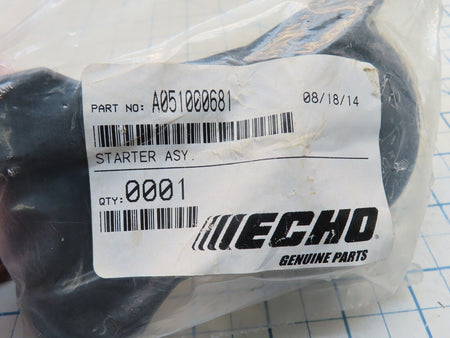 PART NO: A051000681 08/18/14
STARTER ASY.
QTY: 0001
ECHO
GENUINE PARTS